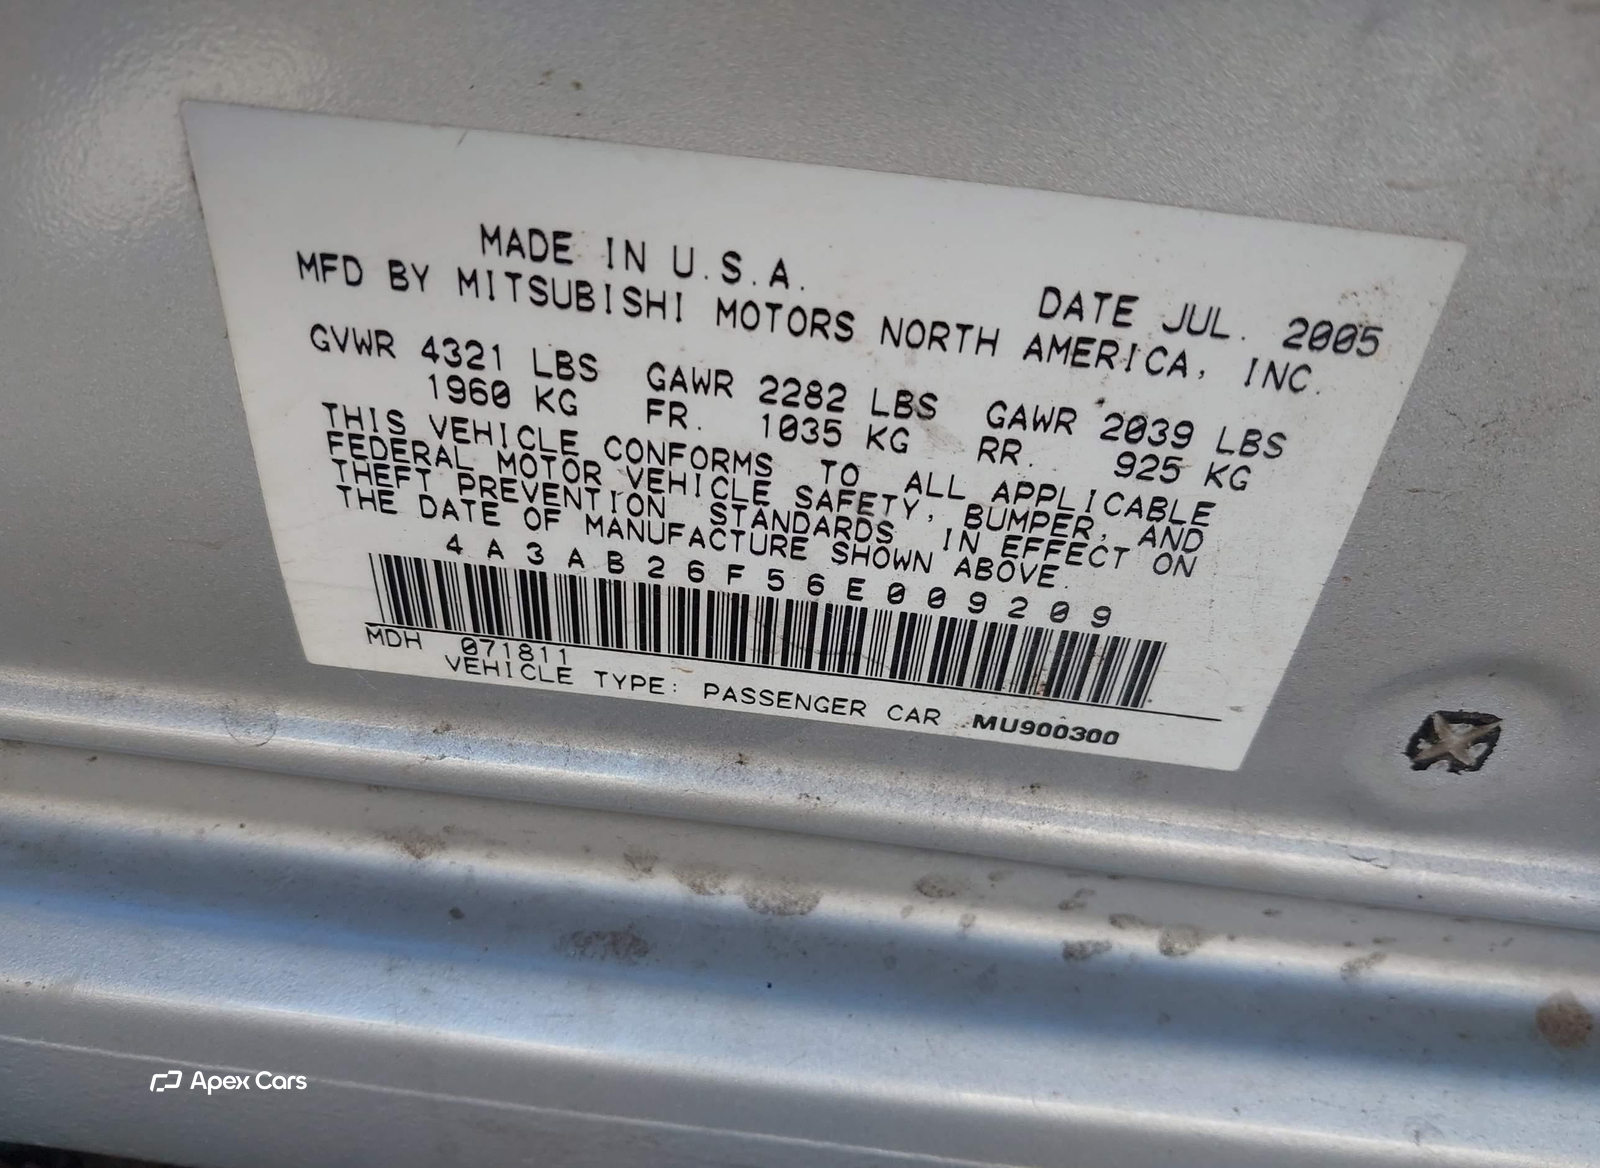 MADE IN U.S.A.
DATE JUL. 2005
MFD BY MITSUBISHI MOTORS NORTH AMERICA, INC.
GVWR 4321 LBS GAWR 2282 LBS GAWR 2039 LBS
1960 KG FR. 1035 KG RR. 925 KG
THIS VEHICLE CONFORMS TO ALL APPLICABLE
FEDERAL MOTOR VEHICLE SAFETY, BUMPER, AND
THEFT PREVENTION STANDARDS IN EFFECT ON
THE DATE OF MANUFACTURE SHOWN ABOVE.
4A3AB26F56E009209
MDH 071811
VEHICLE TYPE: PASSENGER CAR MU900300
Apex Cars